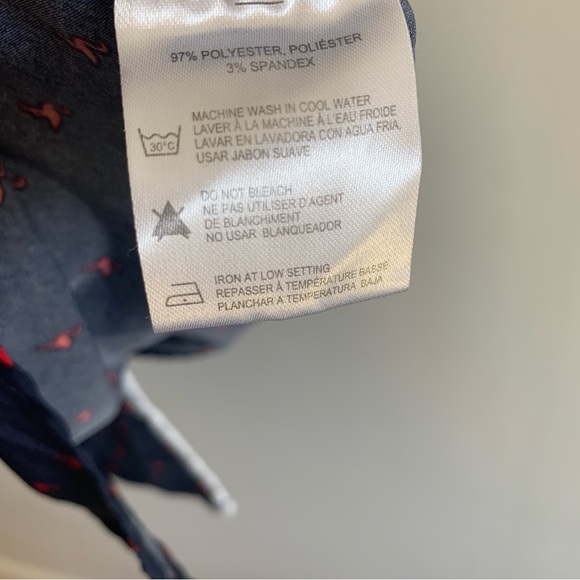 97% POLYESTER, POLIÉSTER
3% SPANDEX
MACHINE WASH IN COOL WATER
LAVER À LA MACHINE À L'EAU FROIDE
LAVAR EN LAVADORA CON AGUA FRIA,
USAR JABON SUAVE
30°C
DO NOT BLEACH
NE PAS UTILISER D'AGENT
DE BLANCHIMENT
NO USAR BLANQUEADOR
IRON AT LOW SETTING
REPASSER À TEMPÉRATURE BASSE
PLANCHAR A TEMPERATURA BAJA